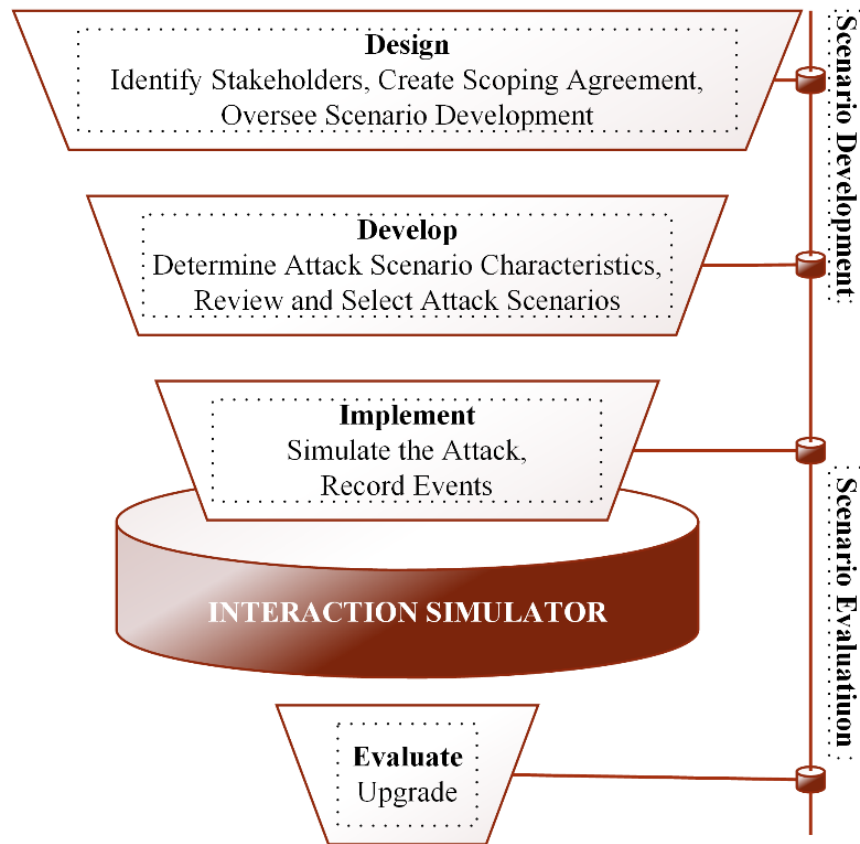 Design
Identify Stakeholders, Create Scoping Agreement,
Oversee Scenario Development
Develop
Determine Attack Scenario Characteristics,
Review and Select Attack Scenarios
Implement
Simulate the Attack,
Record Events
INTERACTION SIMULATOR
Evaluate
Upgrade
Scenario Development
Scenario Evaluatiuon